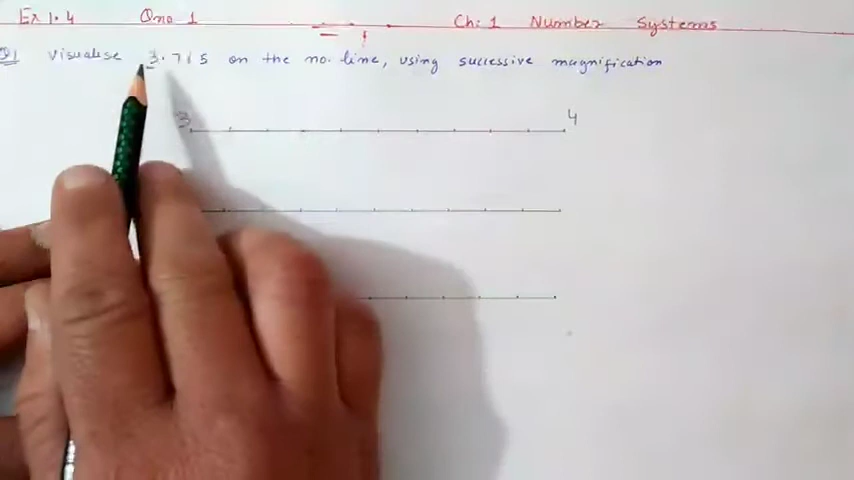 Ex 1.4 Qno. 1 Ch: 1 Number Systems
Q1 Visualise 3.715 on the no. line, using successive magnification
3 4